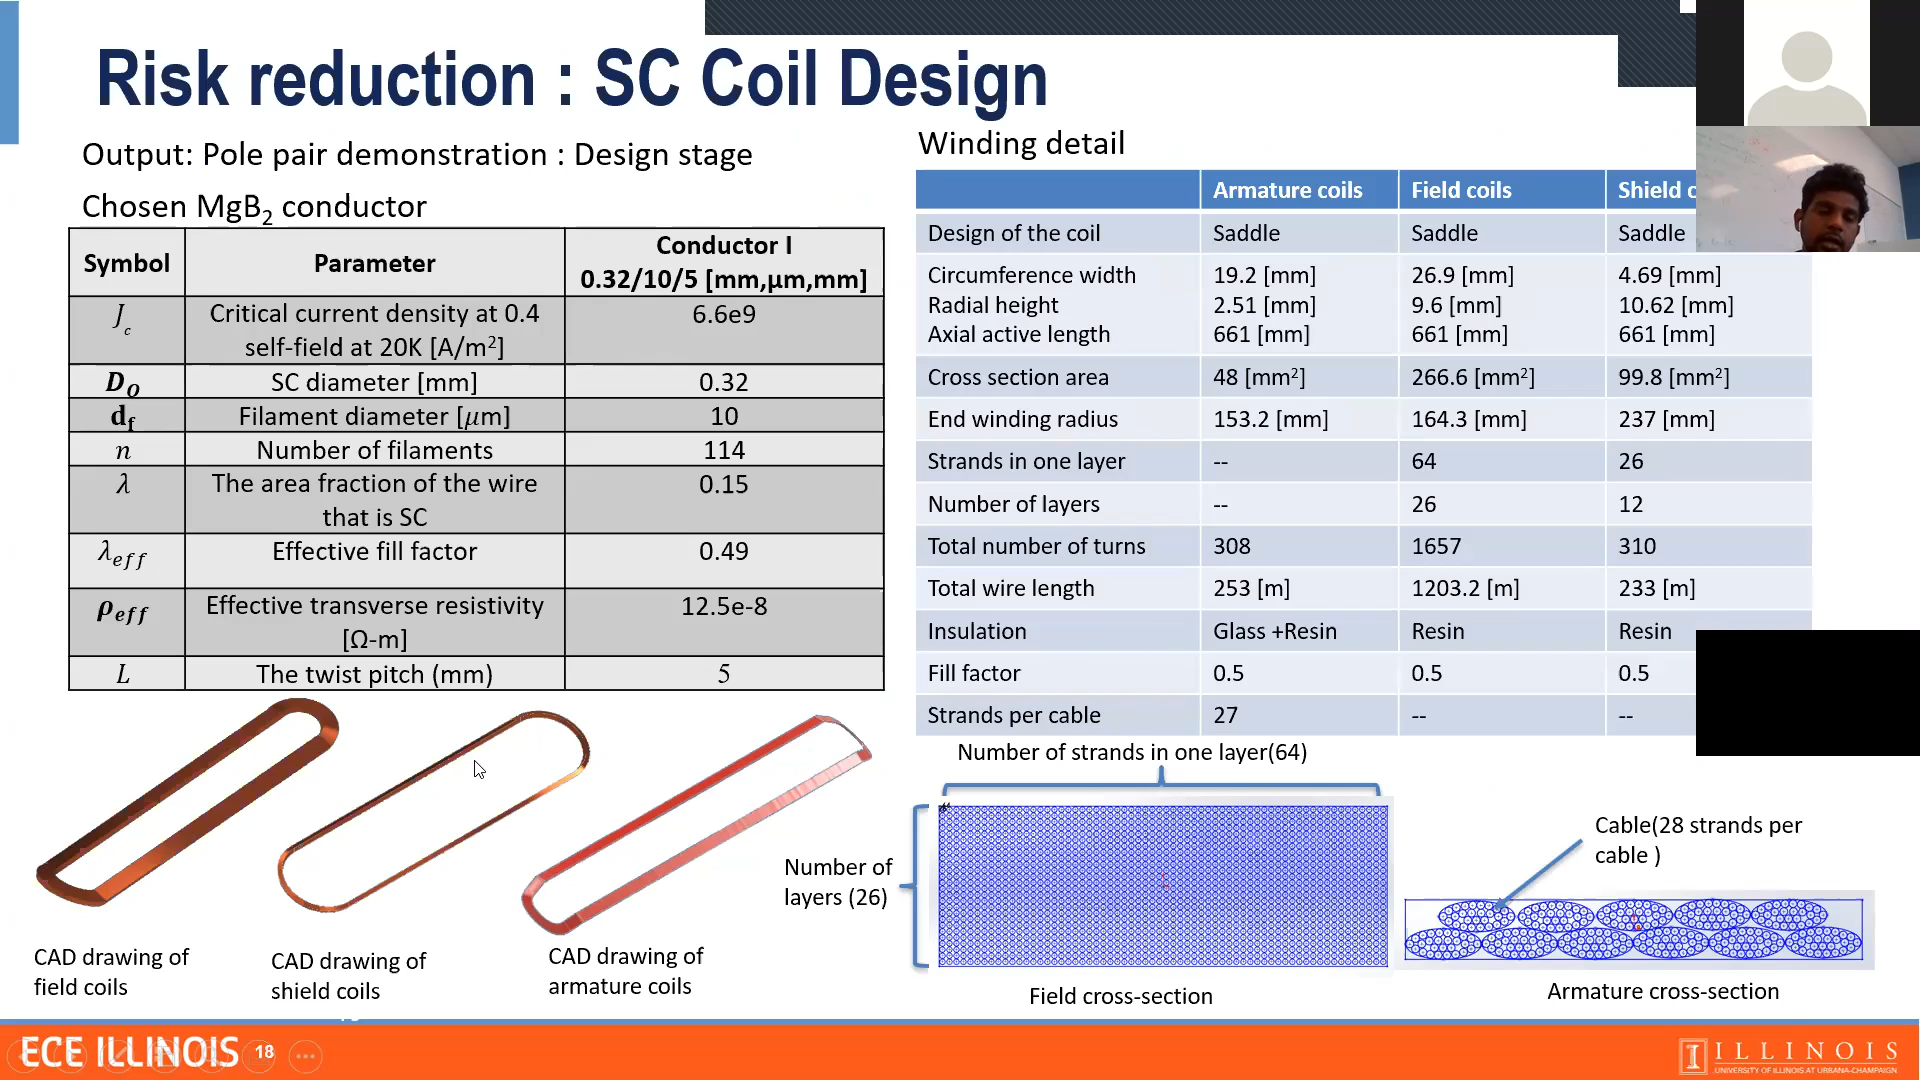 Risk reduction : SC Coil Design
Output: Pole pair demonstration : Design stage
Chosen MgB₂ conductor
Symbol Parameter Conductor I
0.32/10/5 [mm,μm,mm]
J_c Critical current density at 0.4 6.6e9
self-field at 20K [A/m²]
D_O SC diameter [mm] 0.32
d_f Filament diameter [μm] 10
n Number of filaments 114
λ The area fraction of the wire 0.15
that is SC
λ_eff Effective fill factor 0.49
ρ_eff Effective transverse resistivity 12.5e-8
[Ω-m]
L The twist pitch (mm) 5
CAD drawing of
field coils
CAD drawing of
shield coils
CAD drawing of
armature coils
Winding detail
Armature coils Field coils Shield c
Design of the coil Saddle Saddle Saddle
Circumference width 19.2 [mm] 26.9 [mm] 4.69 [mm]
Radial height 2.51 [mm] 9.6 [mm] 10.62 [mm]
Axial active length 661 [mm] 661 [mm] 661 [mm]
Cross section area 48 [mm²] 266.6 [mm²] 99.8 [mm²]
End winding radius 153.2 [mm] 164.3 [mm] 237 [mm]
Strands in one layer -- 64 26
Number of layers -- 26 12
Total number of turns 308 1657 310
Total wire length 253 [m] 1203.2 [m] 233 [m]
Insulation Glass +Resin Resin Resin
Fill factor 0.5 0.5 0.5
Strands per cable 27 -- --
Number of strands in one layer(64)
Number of
layers (26)
Field cross-section
Cable(28 strands per
cable )
Armature cross-section
ECE ILLINOIS
18
ILLINOIS
UNIVERSITY OF ILLINOIS AT URBANA-CHAMPAIGN